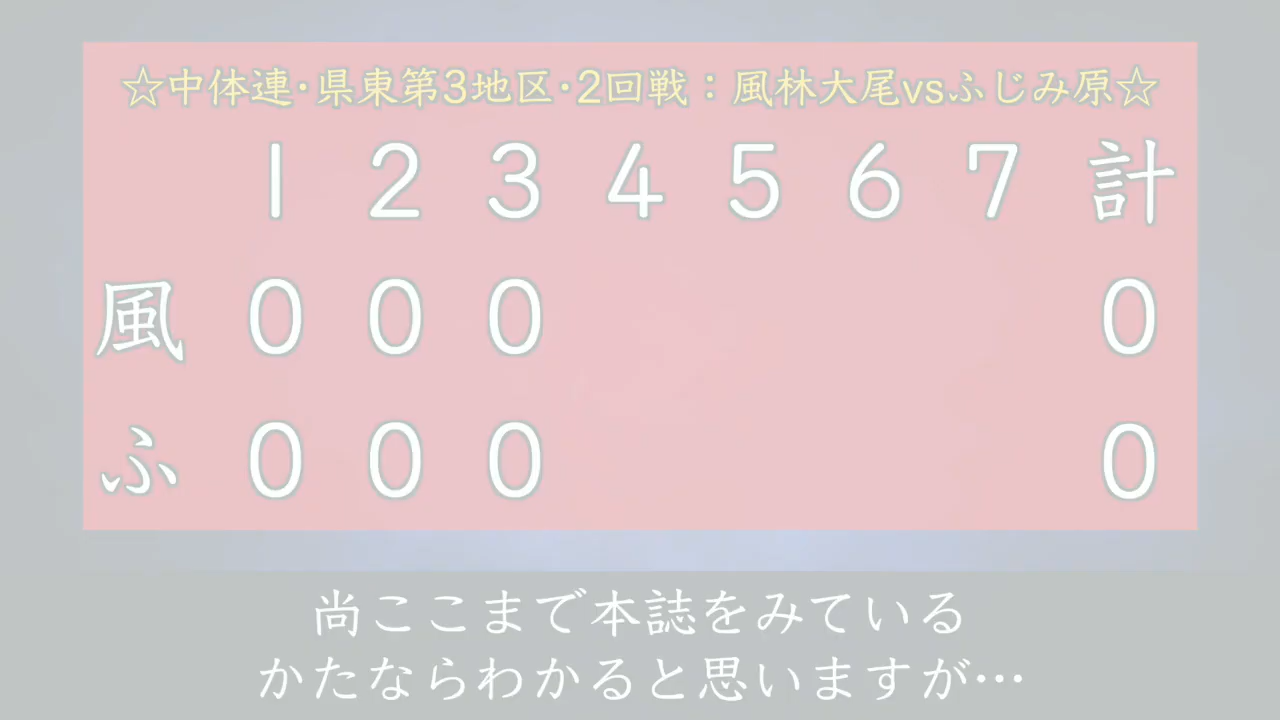 ☆中体連･県東第3地区･2回戦：風林大尾vsふじみ原☆
1 2 3 4 5 6 7 計
風 0 0 0 0
ふ 0 0 0 0
尚ここまで本誌をみている
かたならわかると思いますが…